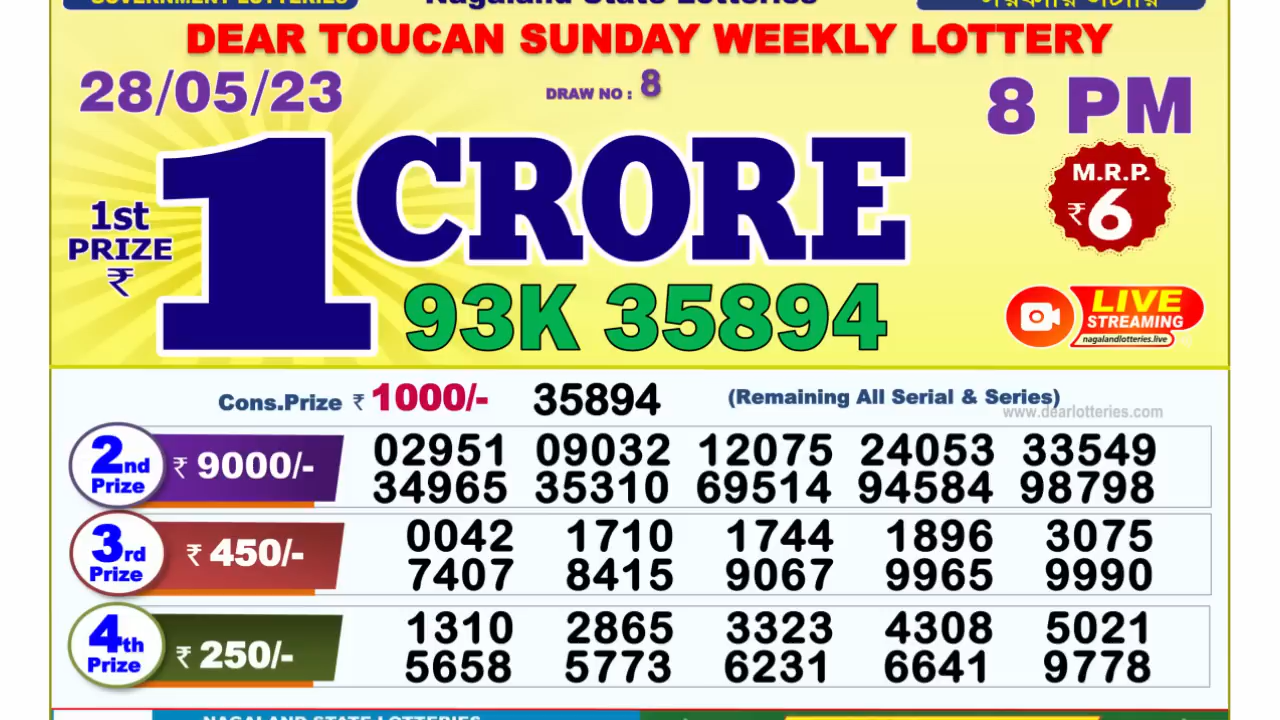 GOVERNMENT LOTTERIES
Nagaland State Lotteries
সরকারি লটারি
DEAR TOUCAN SUNDAY WEEKLY LOTTERY
28/05/23
DRAW NO : 8
8 PM
1 CRORE
1st
PRIZE
₹
M.R.P.
₹ 6
93K 35894
LIVE
STREAMING
nagalandlotteries.live
Cons.Prize ₹ 1000/- 35894 (Remaining All Serial & Series)
www.dearlotteries.com
2nd Prize ₹ 9000/-
02951 09032 12075 24053 33549
34965 35310 69514 94584 98798
3rd Prize ₹ 450/-
0042 1710 1744 1896 3075
7407 8415 9067 9965 9990
4th Prize ₹ 250/-
1310 2865 3323 4308 5021
5658 5773 6231 6641 9778
NAGALAND STATE LOTTERIES